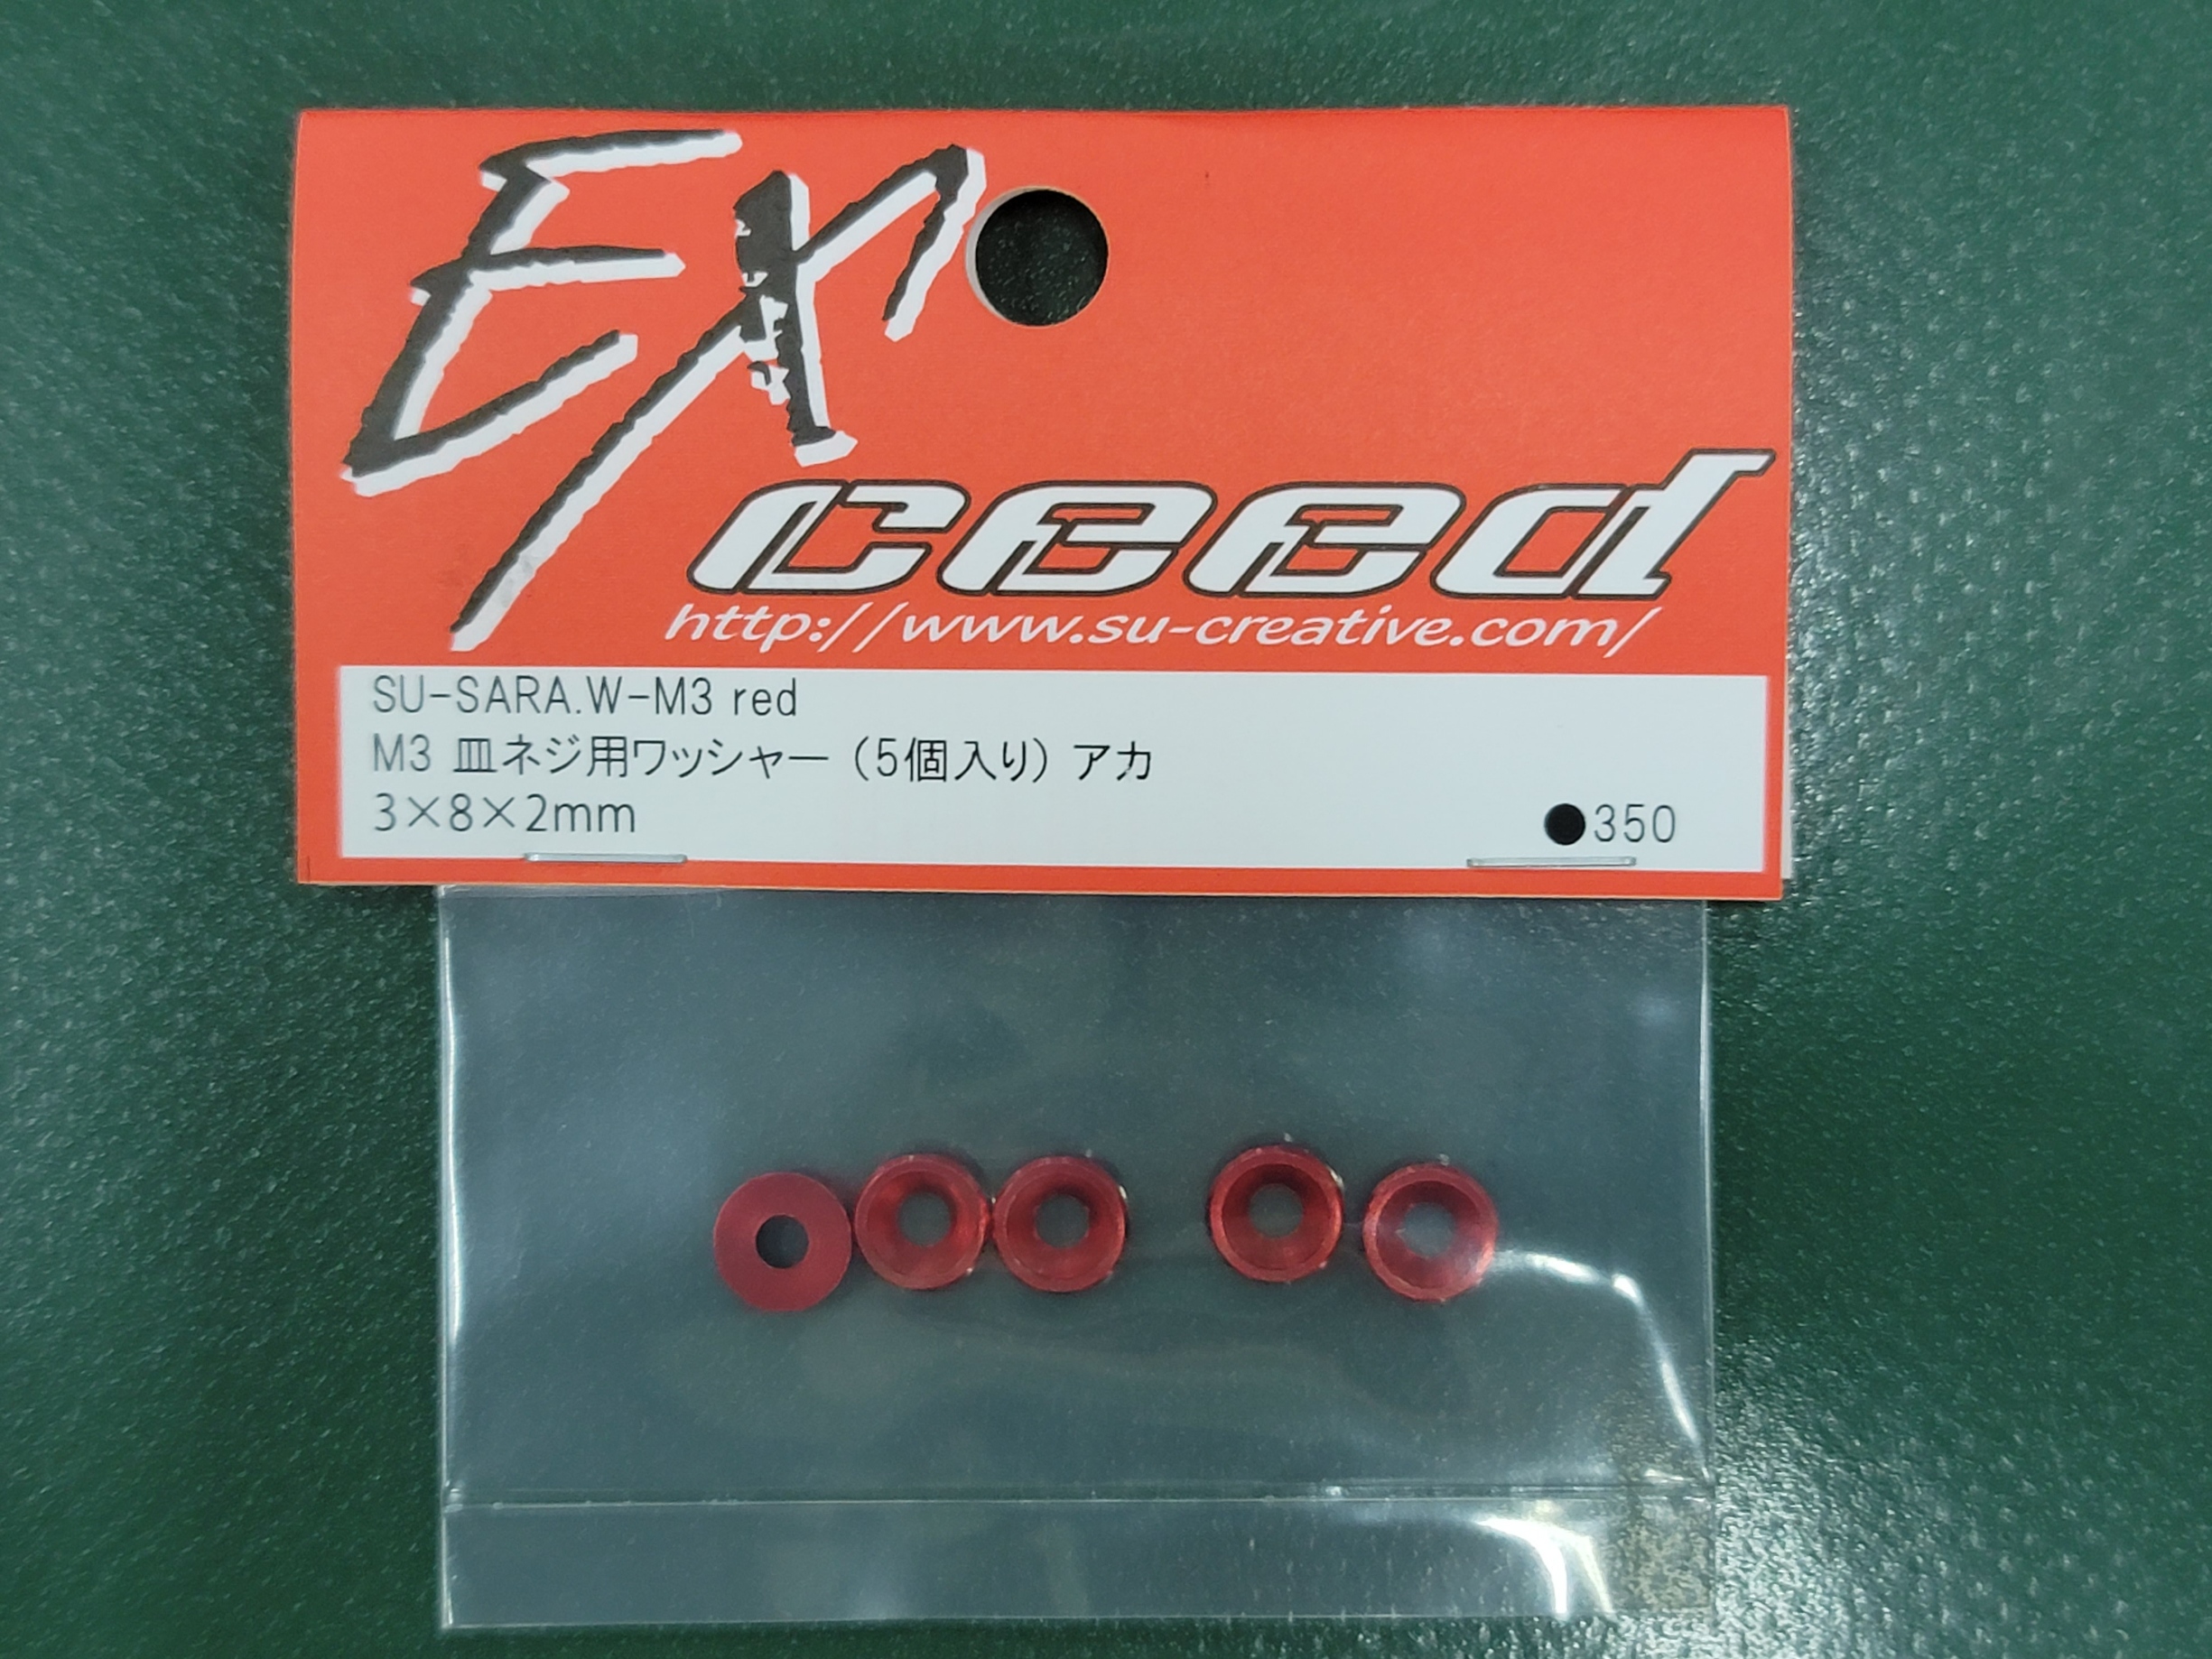 EX
ceed
http://www.su-creative.com/
SU-SARA.W-M3 red
M3 皿ネジ用ワッシャー（5個入り）アカ
3×8×2mm
●350